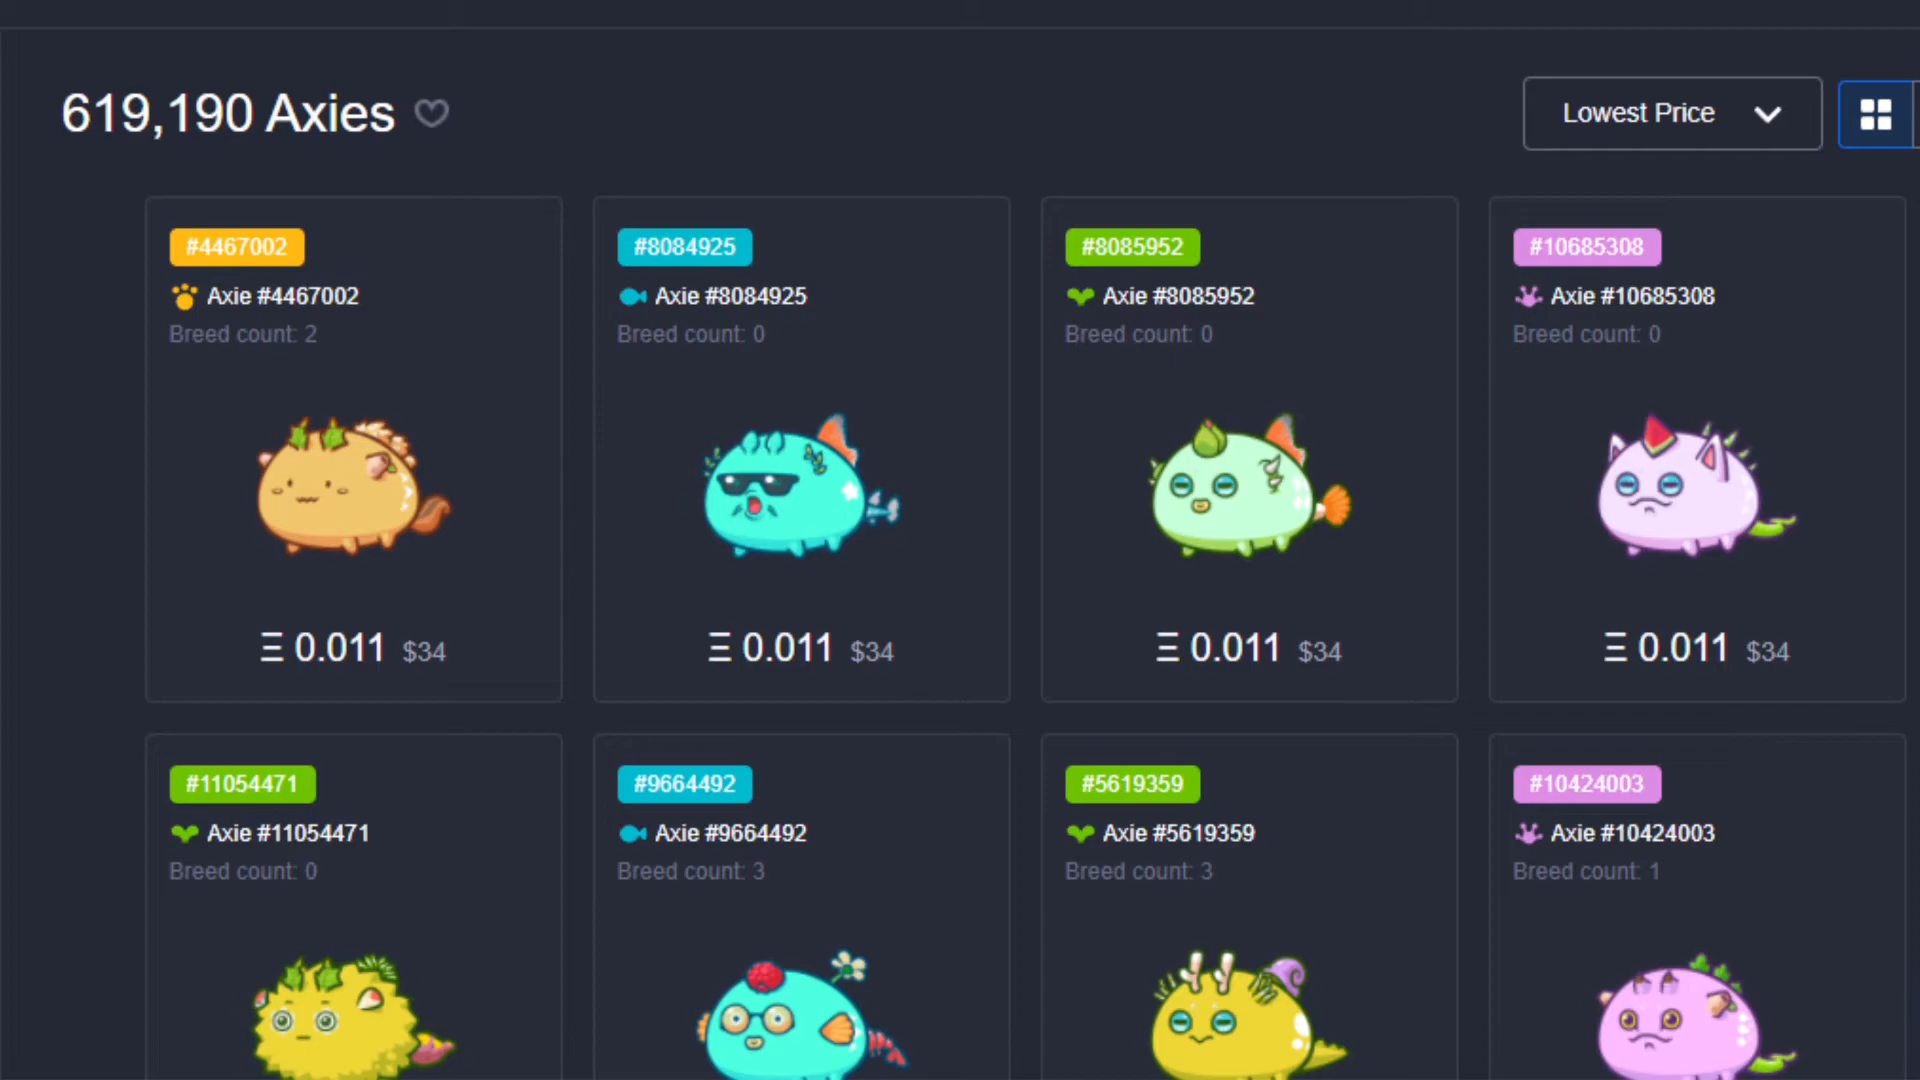 619,190 Axies
Lowest Price
#4467002
Axie #4467002
Breed count: 2
Ξ 0.011 $34
#8084925
Axie #8084925
Breed count: 0
Ξ 0.011 $34
#8085952
Axie #8085952
Breed count: 0
Ξ 0.011 $34
#10685308
Axie #10685308
Breed count: 0
Ξ 0.011 $34
#11054471
Axie #11054471
Breed count: 0
#9664492
Axie #9664492
Breed count: 3
#5619359
Axie #5619359
Breed count: 3
#10424003
Axie #10424003
Breed count: 1